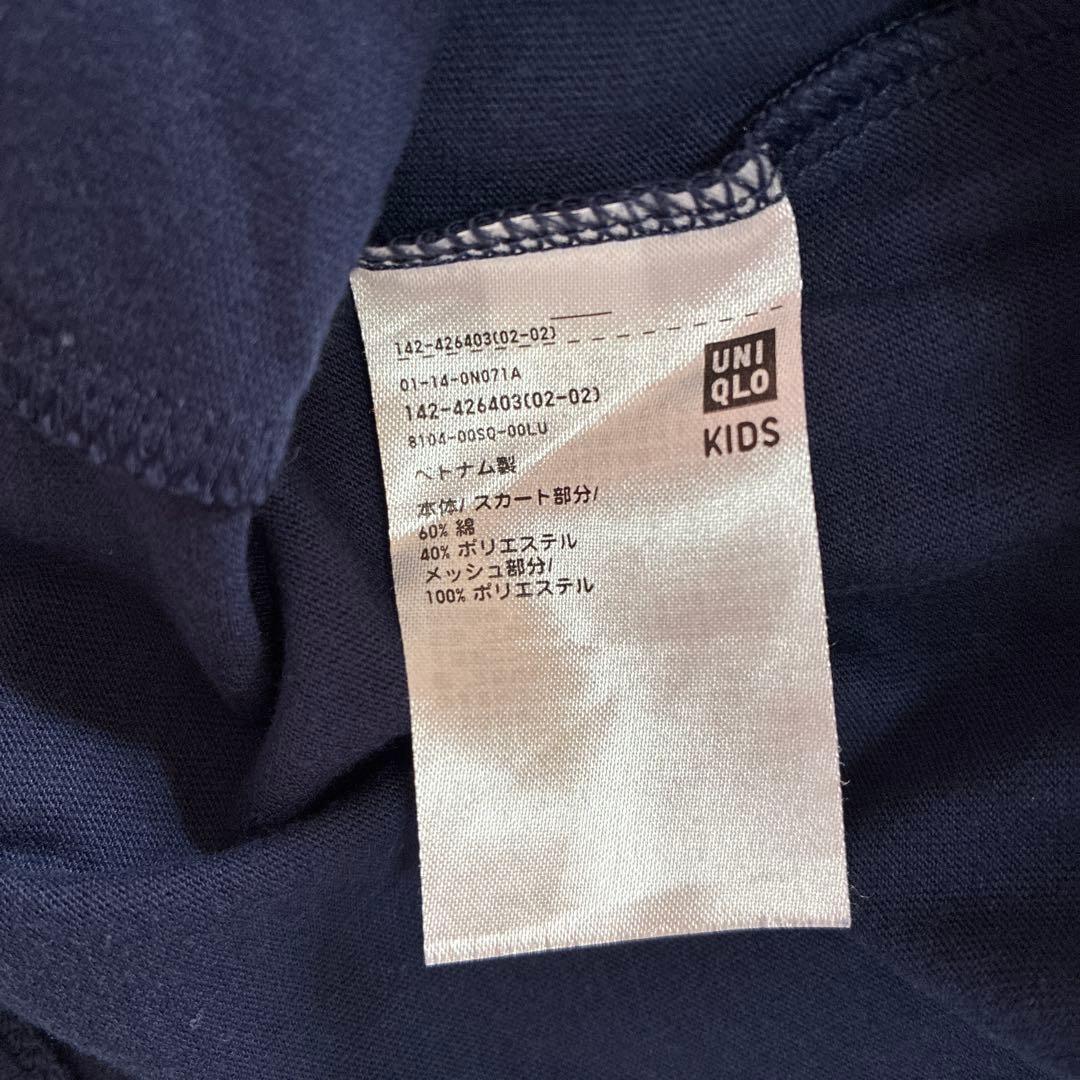 142-426403(02-02)
01-14-0N071A
142-426403(02-02)
8104-00SQ-00LU
UNI
QLO
KIDS
ベトナム製
本体/ スカート部分/
60% 綿
40% ポリエステル
メッシュ部分/
100% ポリエステル